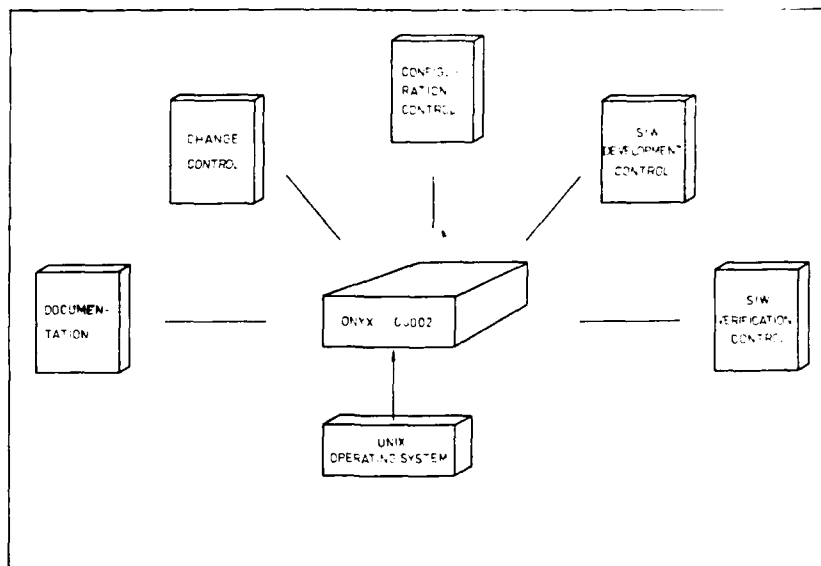 CONFIGU-
RATION
CONTROL
CHANGE
CONTROL
S/W
DEVELOPMENT
CONTROL
DOCUMEN-
TATION
ONYX
S/W
VERIFICATION
CONTROL
UNIX
OPERATING SYSTEM